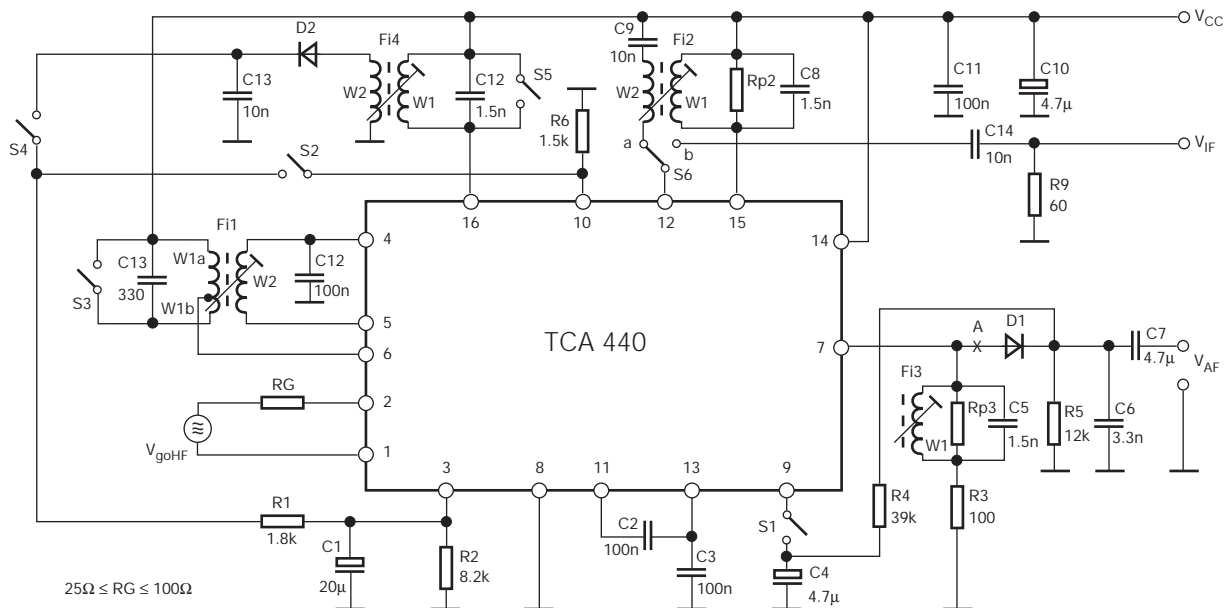 VCC
D2
Fi4
C9
10n
Fi2
C13
10n
W2
W1
C12
1.5n
S5
R6
1.5k
W2
W1
Rp2
C8
1.5n
C11
100n
C10
4.7µ
S4
S2
a
b
S6
C14
10n
VIF
R9
60
16
10
12
15
Fi1
4
14
S3
C13
330
W1a
W1b
W2
C12
100n
5
6
TCA 440
7
A
X
D1
C7
4.7µ
VAF
RG
2
VgoHF
1
Fi3
W1
Rp3
C5
1.5n
R5
12k
C6
3.3n
3
8
11
13
9
R1
1.8k
C1
20µ
R2
8.2k
C2
100n
C3
100n
S1
C4
4.7µ
R4
39k
R3
100
25Ω ≤ RG ≤ 100Ω